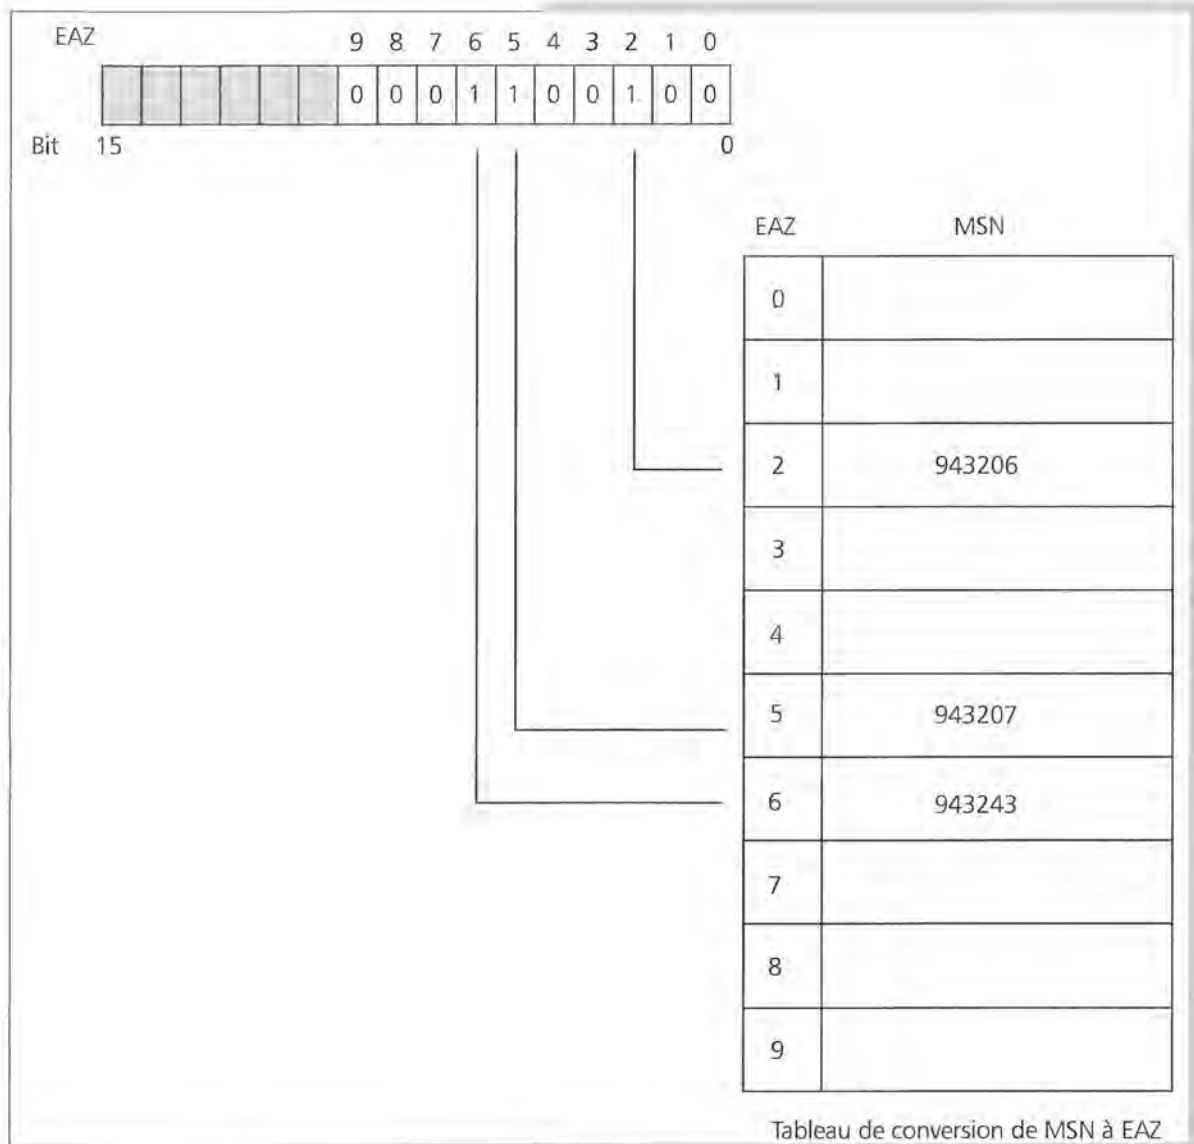 EAZ 9 8 7 6 5 4 3 2 1 0
0 0 0 1 1 0 0 1 0 0
Bit 15 0
EAZ MSN
0
1
2 943206
3
4
5 943207
6 943243
7
8
9
Tableau de conversion de MSN à EAZ